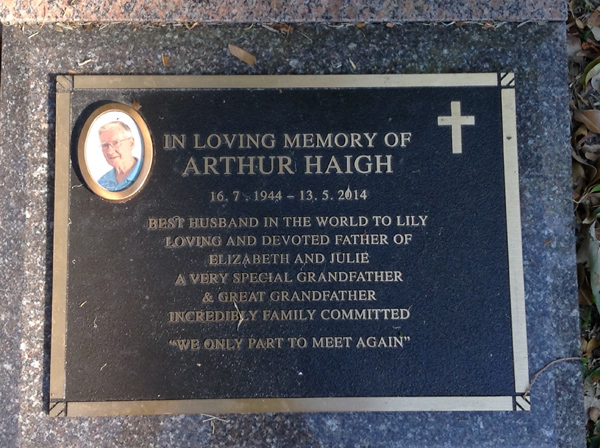 IN LOVING MEMORY OF
ARTHUR HAIGH
16. 7. 1944 – 13. 5. 2014
BEST HUSBAND IN THE WORLD TO LILY
LOVING AND DEVOTED FATHER OF
ELIZABETH AND JULIE
A VERY SPECIAL GRANDFATHER
& GREAT GRANDFATHER
INCREDIBLY FAMILY COMMITTED
“WE ONLY PART TO MEET AGAIN”